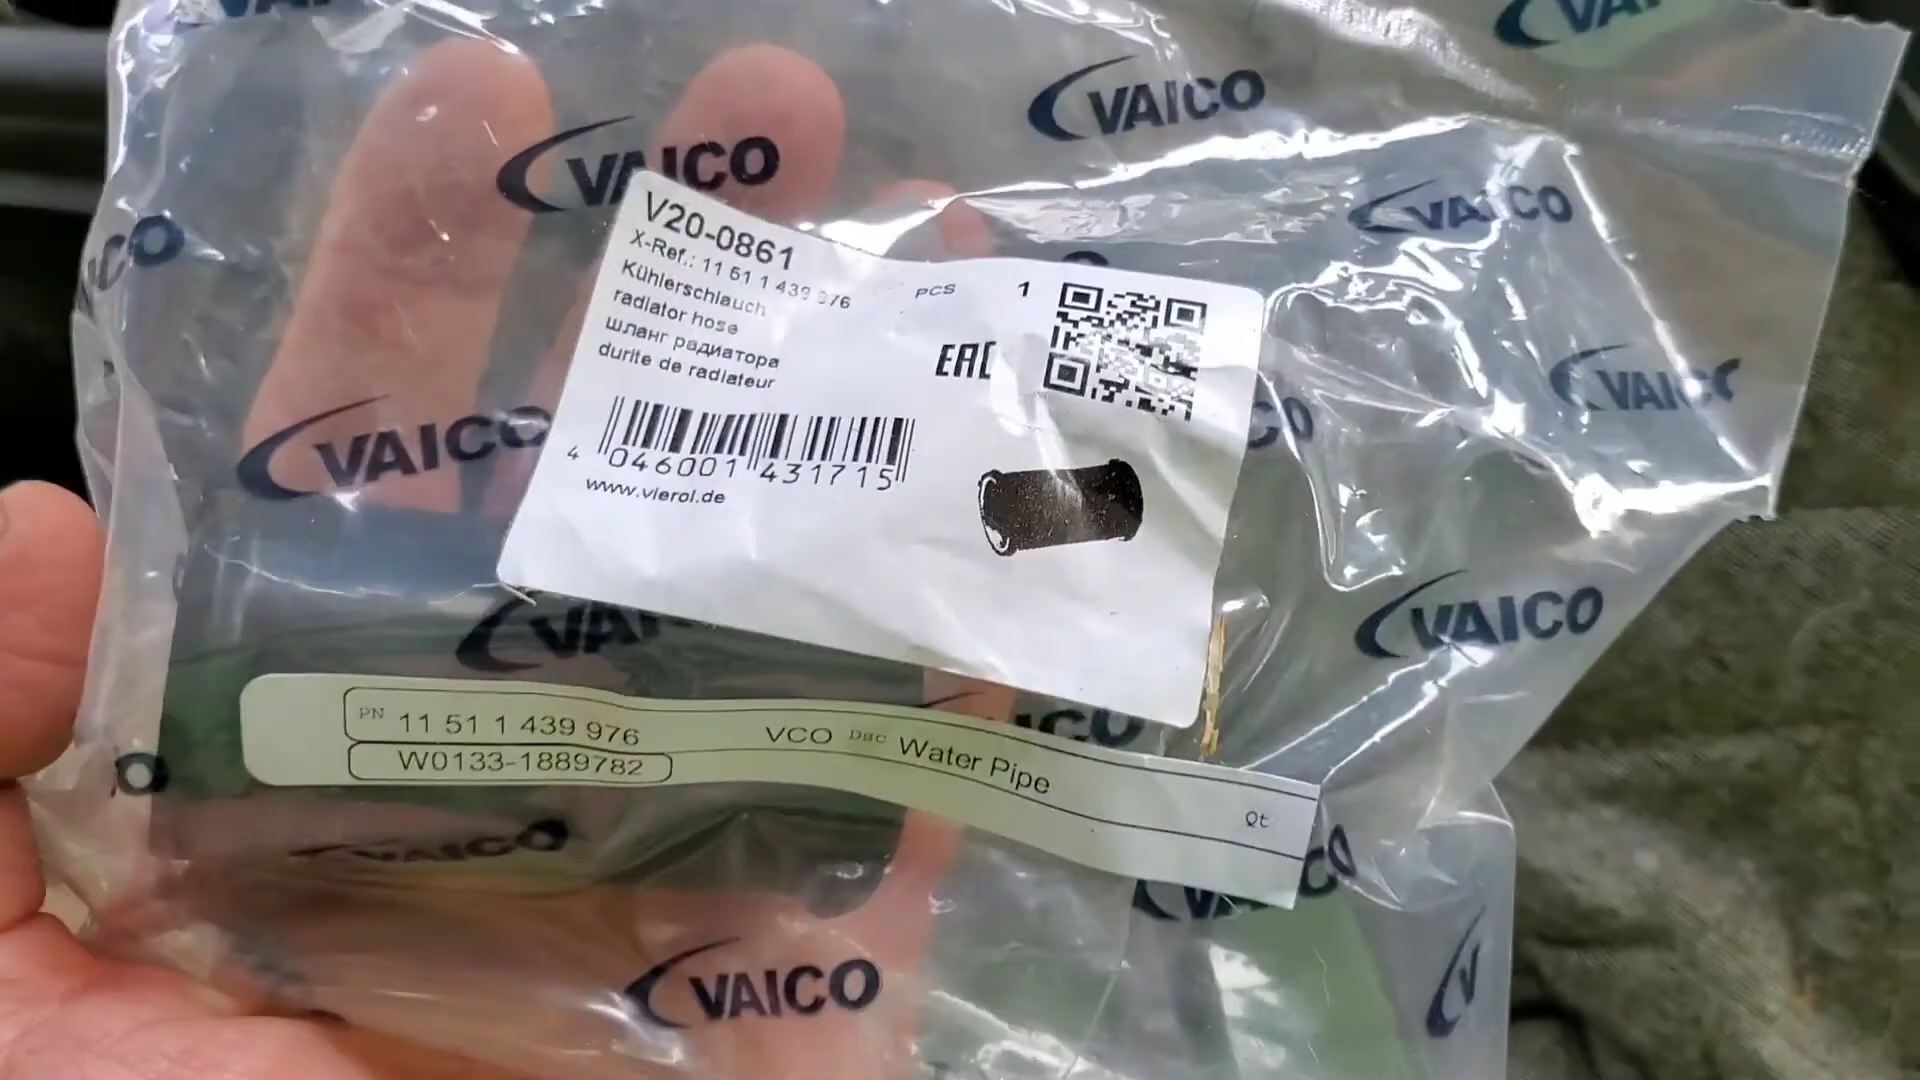 VAICO
VAICO
VAICO
VAICO
VAICO
V20-0861
X-Ref.: 11 51 1 439 976
PCS 1
Kühlerschlauch
radiator hose
шланг радиатора
durite de radiateur
EAC
4 046001 431715
www.vierol.de
VAICO
PN 11 51 1 439 976
VCO Dsc Water Pipe
W0133-1889782
Qt
VAICO
VAICO